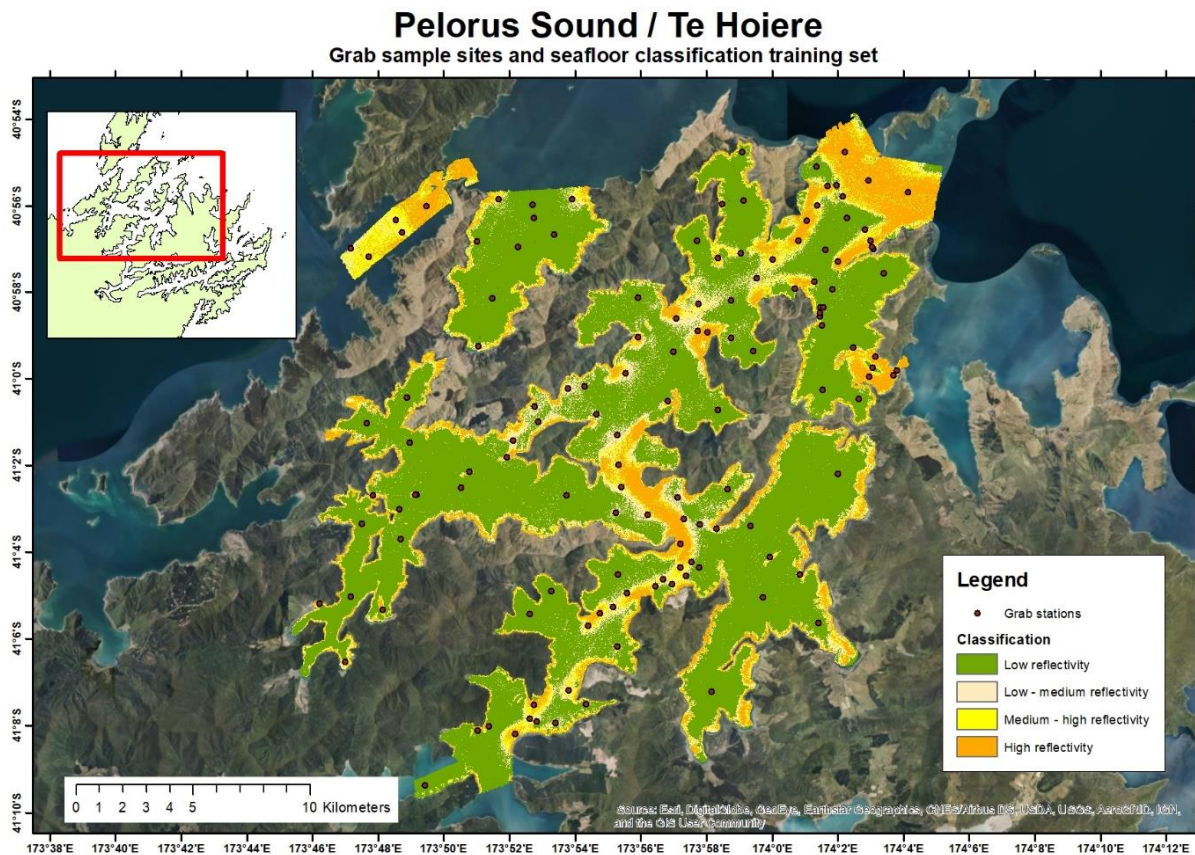 Pelorus Sound / Te Hoiere
Grab sample sites and seafloor classification training set
40°54'S
40°56'S
40°58'S
41°0'S
41°2'S
41°4'S
41°6'S
41°8'S
41°10'S
Legend
Grab stations
Classification
Low reflectivity
Low - medium reflectivity
Medium - high reflectivity
High reflectivity
0 1 2 3 4 5 10 Kilometers
Source: Esri, DigitalGlobe, GeoEye, Earthstar Geographics, CNES/Airbus DS, USDA, USGS, AeroGRID, IGN,
and the GIS User Community
173°38'E 173°40'E 173°42'E 173°44'E 173°46'E 173°48'E 173°50'E 173°52'E 173°54'E 173°56'E 173°58'E 174°0'E 174°2'E 174°4'E 174°6'E 174°8'E 174°10'E 174°12'E